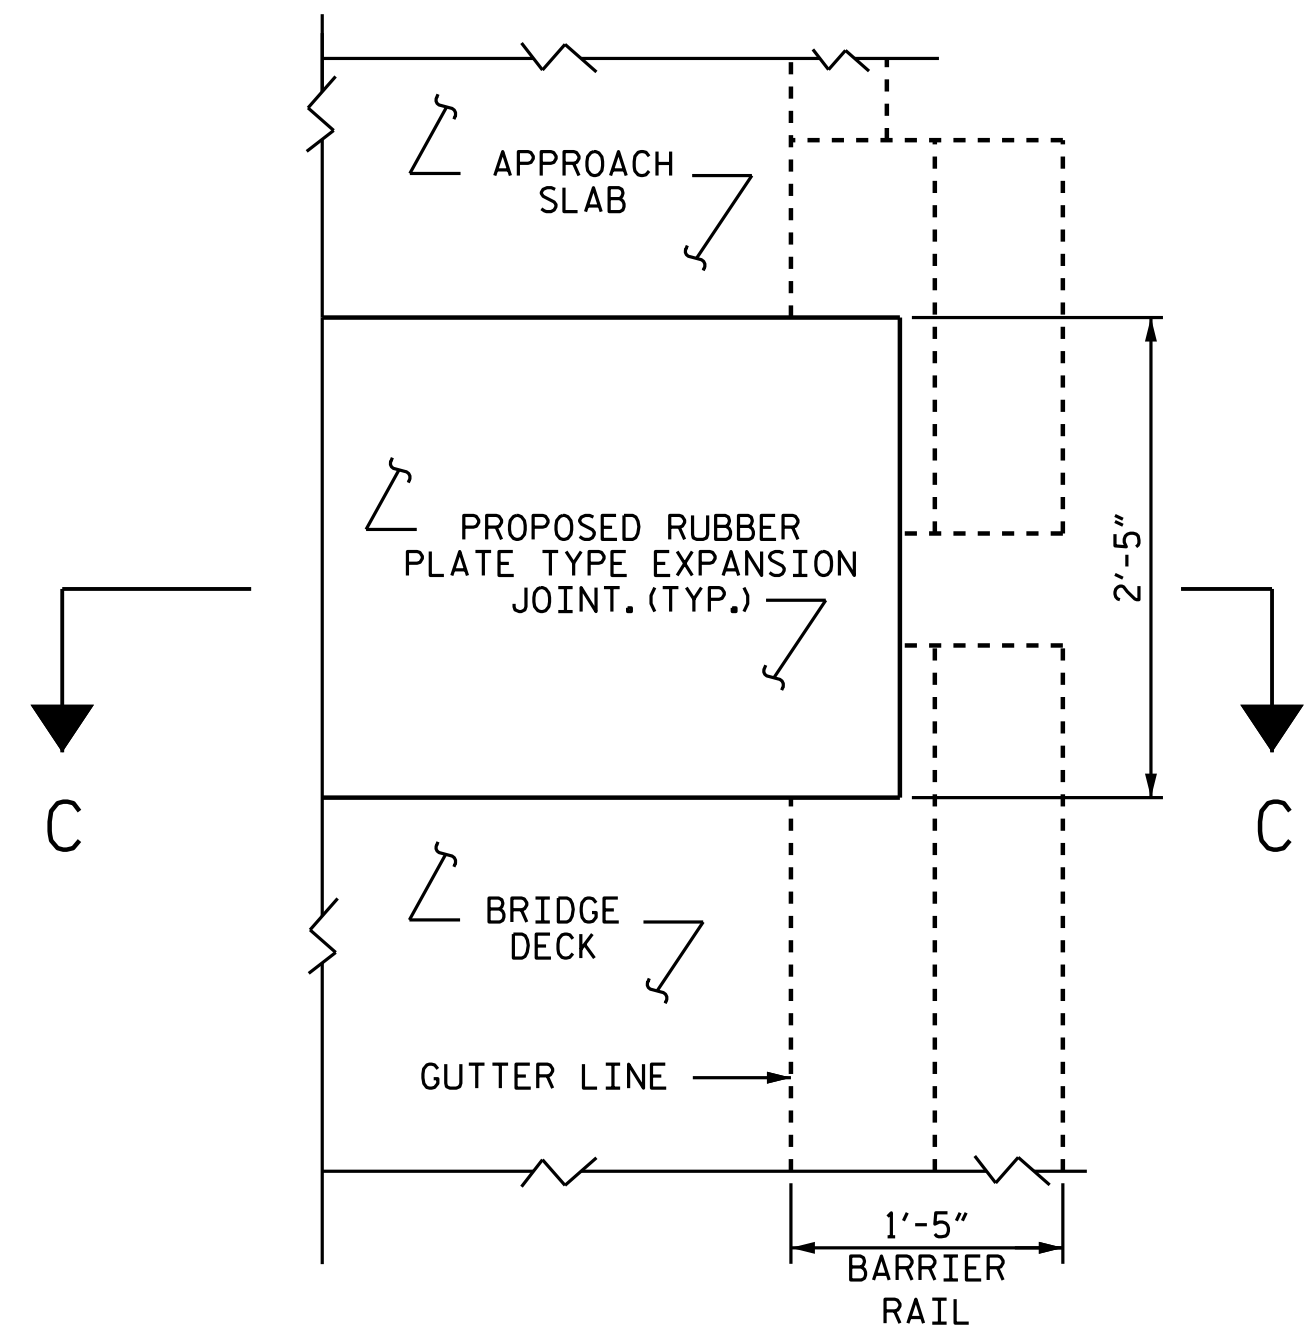 APPROACH
SLAB
PROPOSED RUBBER
PLATE TYPE EXPANSION
JOINT.(TYP.)
2'-5"
C
C
BRIDGE
DECK
GUTTER LINE
1'-5"
BARRIER
RAIL